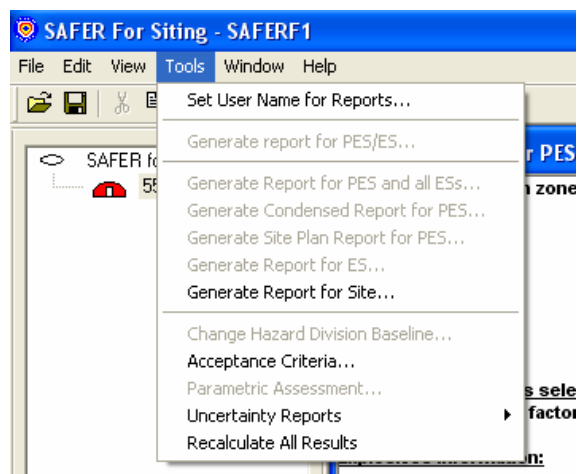 SAFER For Siting - SAFERF1
File Edit View Tools Window Help
Set User Name for Reports...
Generate report for PES/ES...
r PES
SAFER fo
n zone
55
Generate Report for PES and all ESs...
Generate Condensed Report for PES...
Generate Site Plan Report for PES...
Generate Report for ES...
Generate Report for Site...
Change Hazard Division Baseline...
Acceptance Criteria...
Parametric Assessment...
s sele
Uncertainty Reports
factor
Recalculate All Results
n: